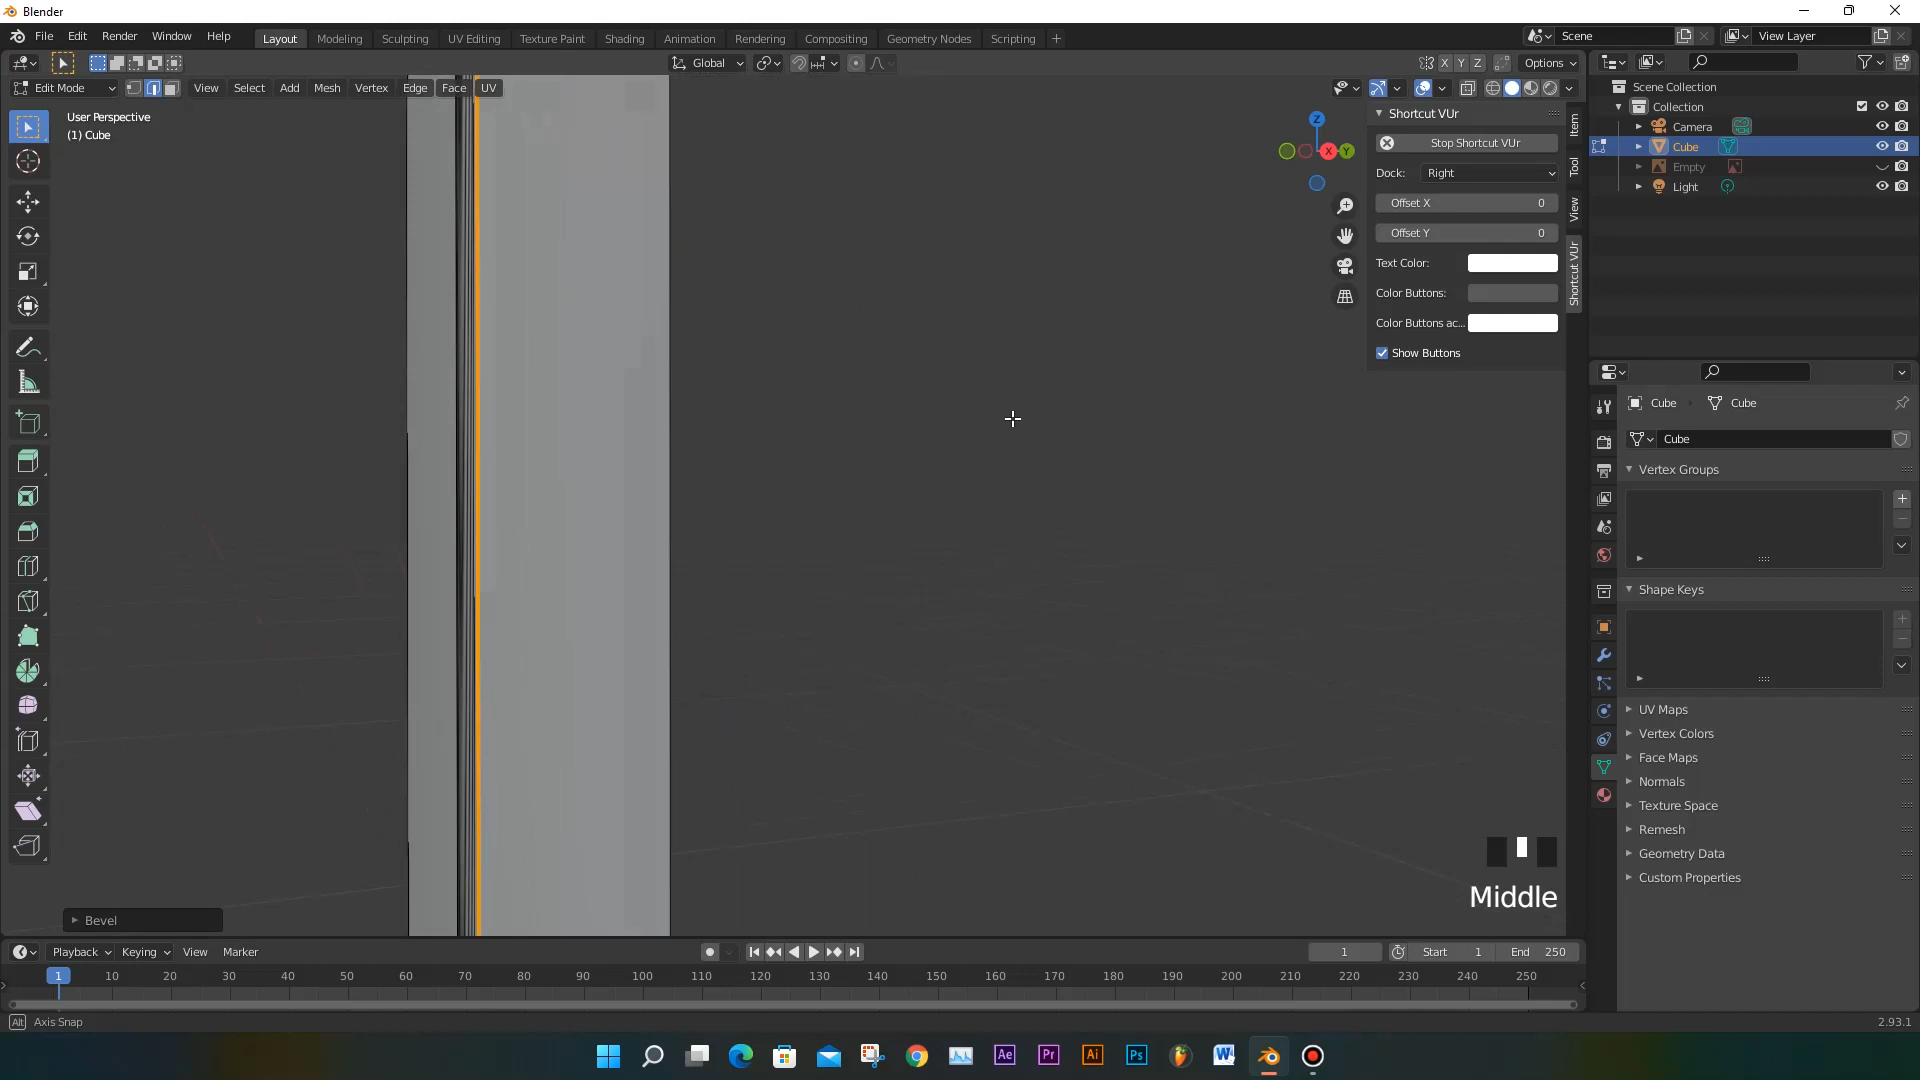 Blender
File Edit Render Window Help
Layout Modeling Sculpting UV Editing Texture Paint Shading Animation Rendering Compositing Geometry Nodes Scripting +
Scene View Layer
Global X Y Z Options
Edit Mode View Select Add Mesh Vertex Edge Face UV
User Perspective
(1) Cube
Z
X Y
Shortcut VUr
Stop Shortcut VUr
Dock: Right
Offset X 0
Offset Y 0
Text Color:
Color Buttons:
Color Buttons ac...
Show Buttons
Item
Tool
View
Shortcut VUr
Scene Collection
Collection
Camera
Cube
Empty
Light
Cube Cube
Cube
Vertex Groups
Shape Keys
UV Maps
Vertex Colors
Face Maps
Normals
Texture Space
Remesh
Geometry Data
Custom Properties
Middle
Bevel
Playback Keying View Marker 1 Start 1 End 250
1 10 20 30 40 50 60 70 80 90 100 110 120 130 140 150 160 170 180 190 200 210 220 230 240 250
Alt Axis Snap 2.93.1
Ae Pr Ai Ps W